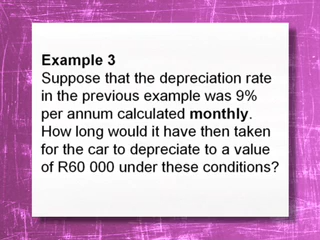 Example 3
Suppose that the depreciation rate
in the previous example was 9%
per annum calculated monthly.
How long would it have then taken
for the car to depreciate to a value
of R60 000 under these conditions?